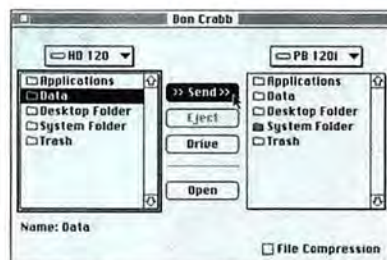 Don Crabb
HD 120
PB 120i
Applications
Data
Desktop Folder
System Folder
Trash
>> Send >>
Eject
Drive
Open
Applications
Data
Desktop Folder
System Folder
Trash
Name: Data
File Compression